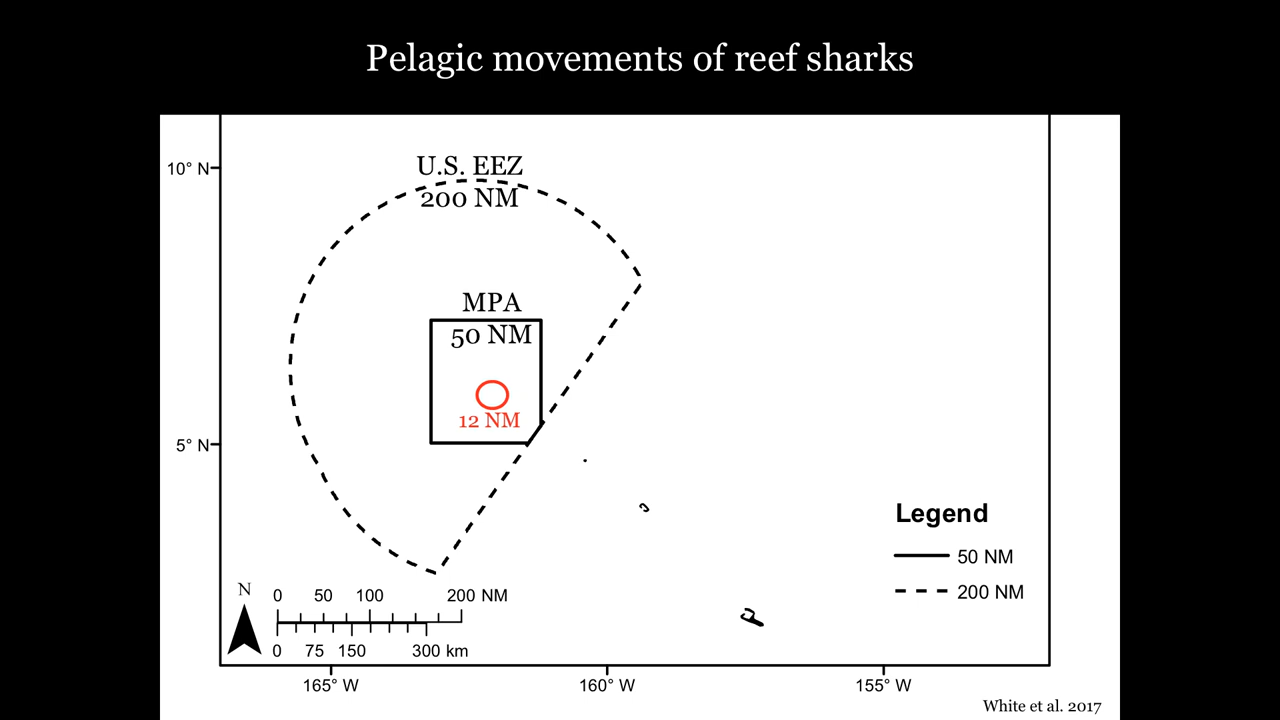 Pelagic movements of reef sharks
10° N
U.S. EEZ
200 NM
MPA
50 NM
12 NM
5° N
Legend
50 NM
200 NM
N
0 50 100 200 NM
0 75 150 300 km
165° W 160° W 155° W
White et al. 2017